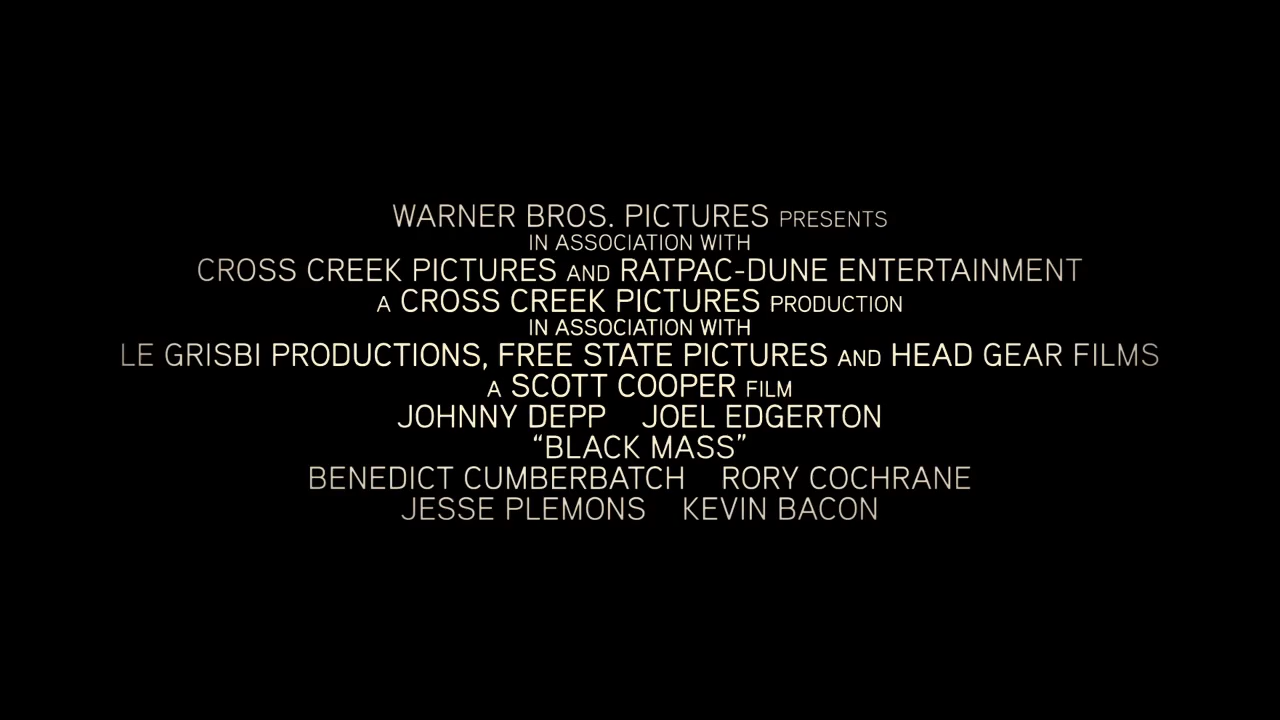 WARNER BROS. PICTURES PRESENTS
IN ASSOCIATION WITH
CROSS CREEK PICTURES AND RATPAC-DUNE ENTERTAINMENT
A CROSS CREEK PICTURES PRODUCTION
IN ASSOCIATION WITH
LE GRISBI PRODUCTIONS, FREE STATE PICTURES AND HEAD GEAR FILMS
A SCOTT COOPER FILM
JOHNNY DEPP JOEL EDGERTON
“BLACK MASS”
BENEDICT CUMBERBATCH RORY COCHRANE
JESSE PLEMONS KEVIN BACON